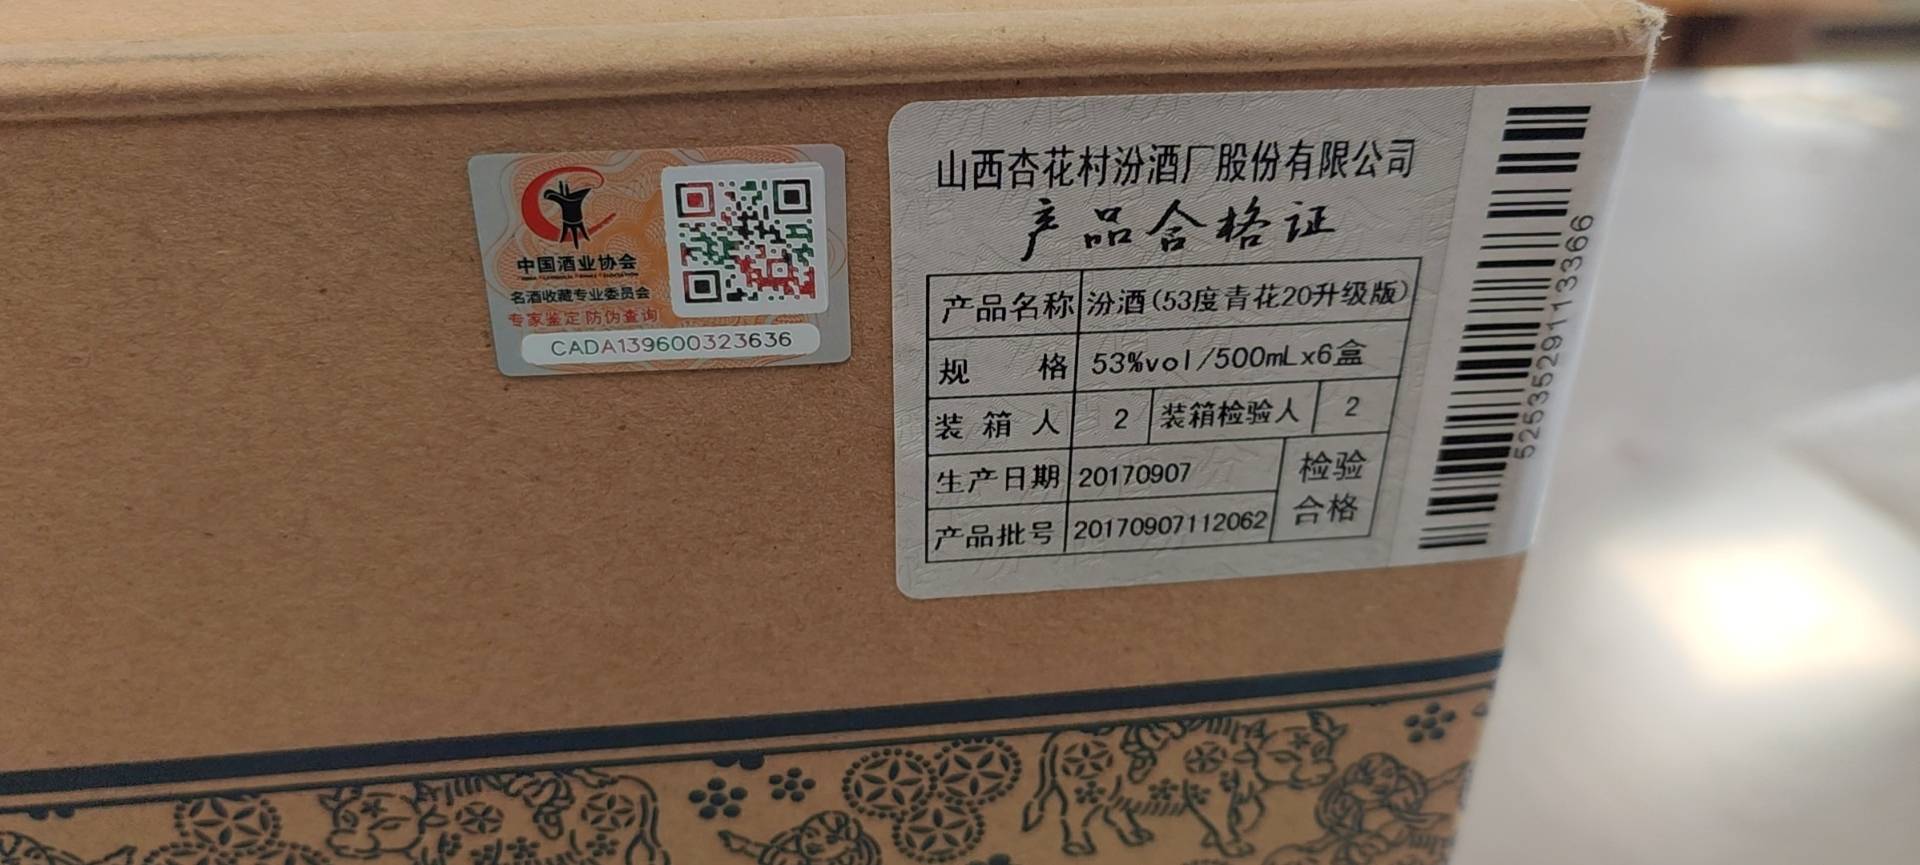 中国酒业协会
名酒收藏专业委员会
专家鉴定 防伪查询
CADA139600323636
山西杏花村汾酒厂股份有限公司
产品合格证
产品名称 汾酒(53度青花20升级版)
规 格 53%vol/500mLx6盒
装箱人 2 装箱检验人 2
生产日期 20170907 检验
产品批号 20170907112062 合格
5253529113366